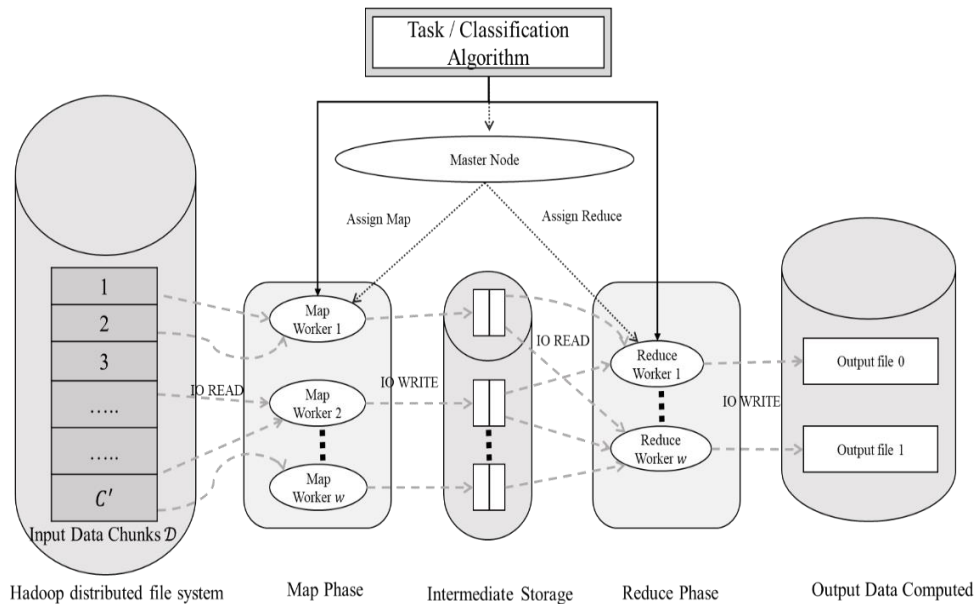 Task / Classification
Algorithm
Master Node
Assign Map
Assign Reduce
1
2
3
.....
.....
C'
Input Data Chunks 𝒟
IO READ
Map
Worker 1
Map
Worker 2
Map
Worker w
IO WRITE
IO READ
Reduce
Worker 1
Reduce
Worker w
IO WRITE
Output file 0
Output file 1
Hadoop distributed file system
Map Phase
Intermediate Storage
Reduce Phase
Output Data Computed